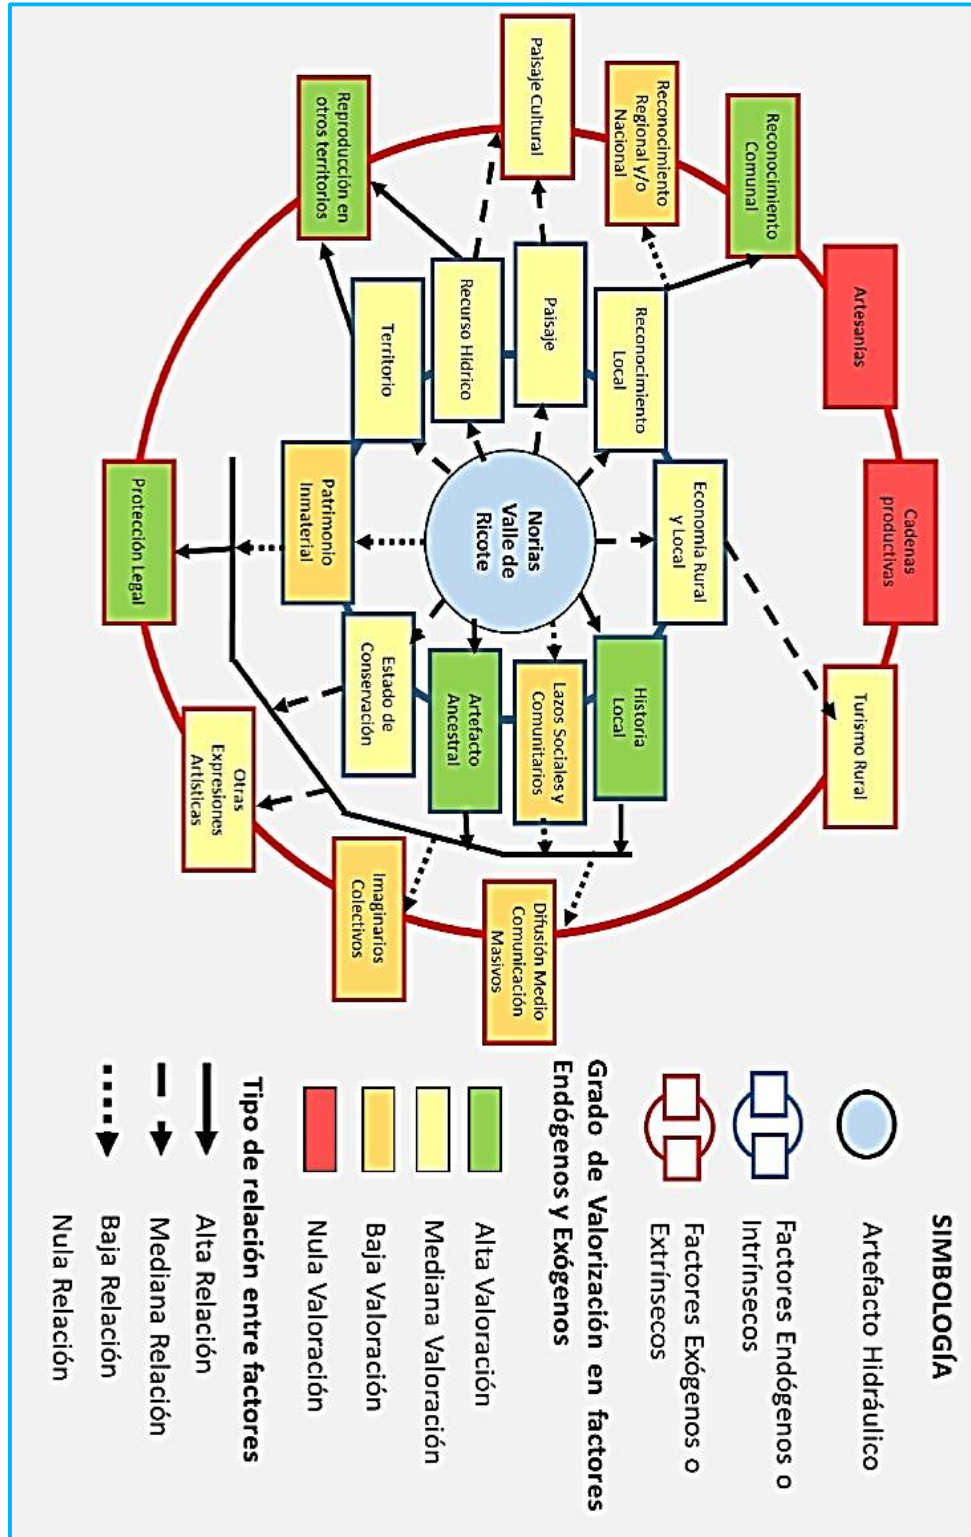 Artesanías
Cadenas
productivas
Turismo Rural
Reconocimiento
Comunal
Reconocimiento
Regional y/o
Nacional
Paisaje Cultural
Reproducción en
otros territorios
Protección Legal
Otras
Expresiones
Artísticas
Imaginarios
Colectivos
Difusión Medio
Comunicación
Masivos
Economía Rural
y Local
Reconocimiento
Local
Paisaje
Recurso Hídrico
Territorio
Patrimonio
Inmaterial
Estado de
Conservación
Artefacto
Ancestral
Lazos Sociales y
Comunitarios
Historia
Local
Norias
Valle de
Ricote
SIMBOLOGÍA
Artefacto Hidráulico
Factores Endógenos o
Intrínsecos
Factores Exógenos o
Extrínsecos
Grado de Valorización en factores
Endógenos y Exógenos
Alta Valoración
Mediana Valoración
Baja Valoración
Nula Valoración
Tipo de relación entre factores
Alta Relación
Mediana Relación
Baja Relación
Nula Relación